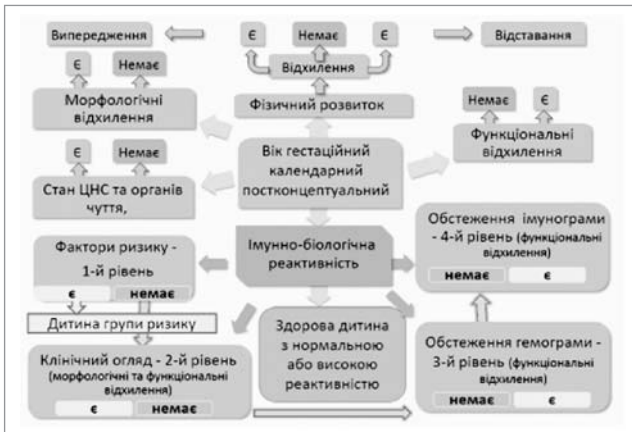 Випередження
Є
Немає
Є
Відставання
Відхилення
Є
Немає
Морфологічні
відхилення
Фізичний розвиток
Немає
Є
Функціональні
відхилення
Є
Немає
Стан ЦНС та органів
чуття,
Вік гестаційний
календарний
постконцептуальний
Фактори ризику -
1-й рівень
є
немає
Імунно-біологічна
реактивність
Обстеження імунограми
- 4-й рівень (функціональні
відхилення)
немає
є
Дитина групи ризику
Клінічний огляд - 2-й рівень
(морфологічні та функціональні
відхилення)
є
немає
Здорова дитина
з нормальною
або високою
реактивністю
Обстеження гемограми -
3-й рівень (функціональні
відхилення)
немає
є